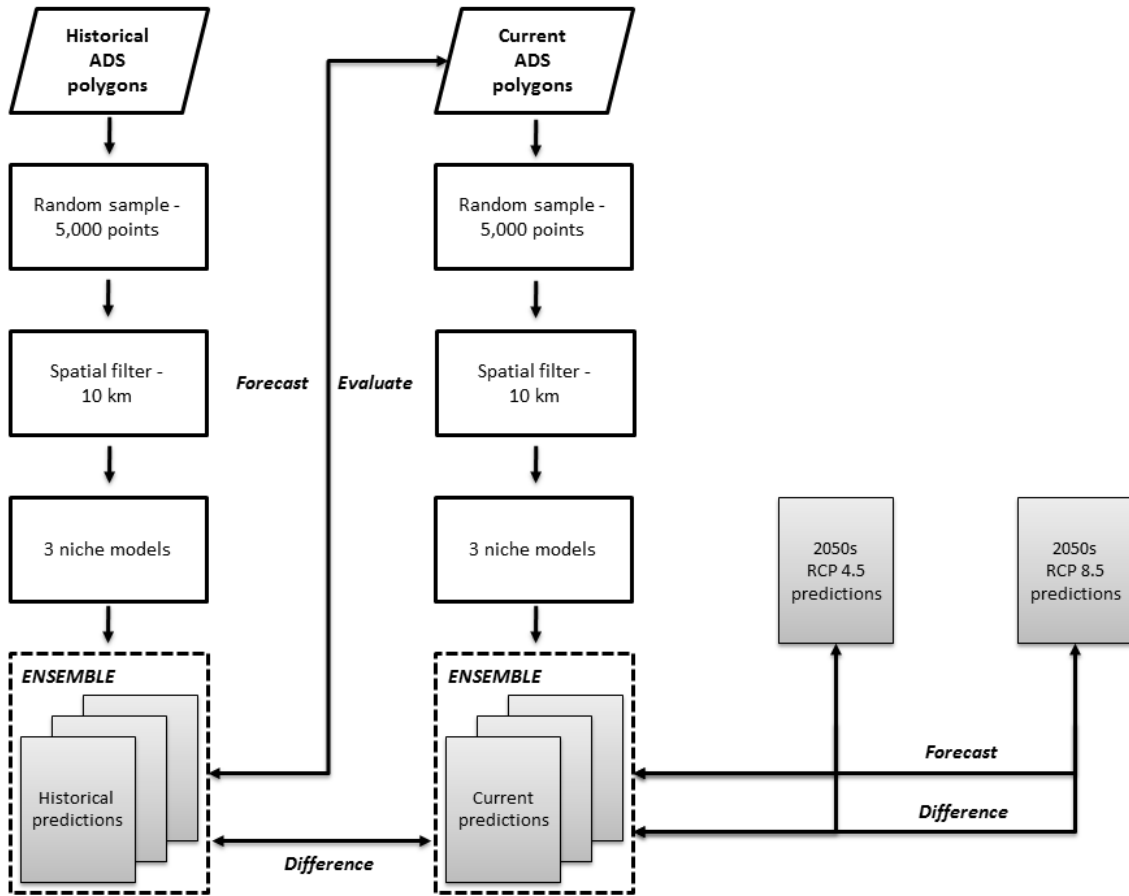 Historical
ADS
polygons
Random sample -
5,000 points
Spatial filter -
10 km
3 niche models
ENSEMBLE
Historical
predictions
Forecast
Evaluate
Difference
Current
ADS
polygons
Random sample -
5,000 points
Spatial filter -
10 km
3 niche models
ENSEMBLE
Current
predictions
2050s
RCP 4.5
predictions
2050s
RCP 8.5
predictions
Forecast
Difference